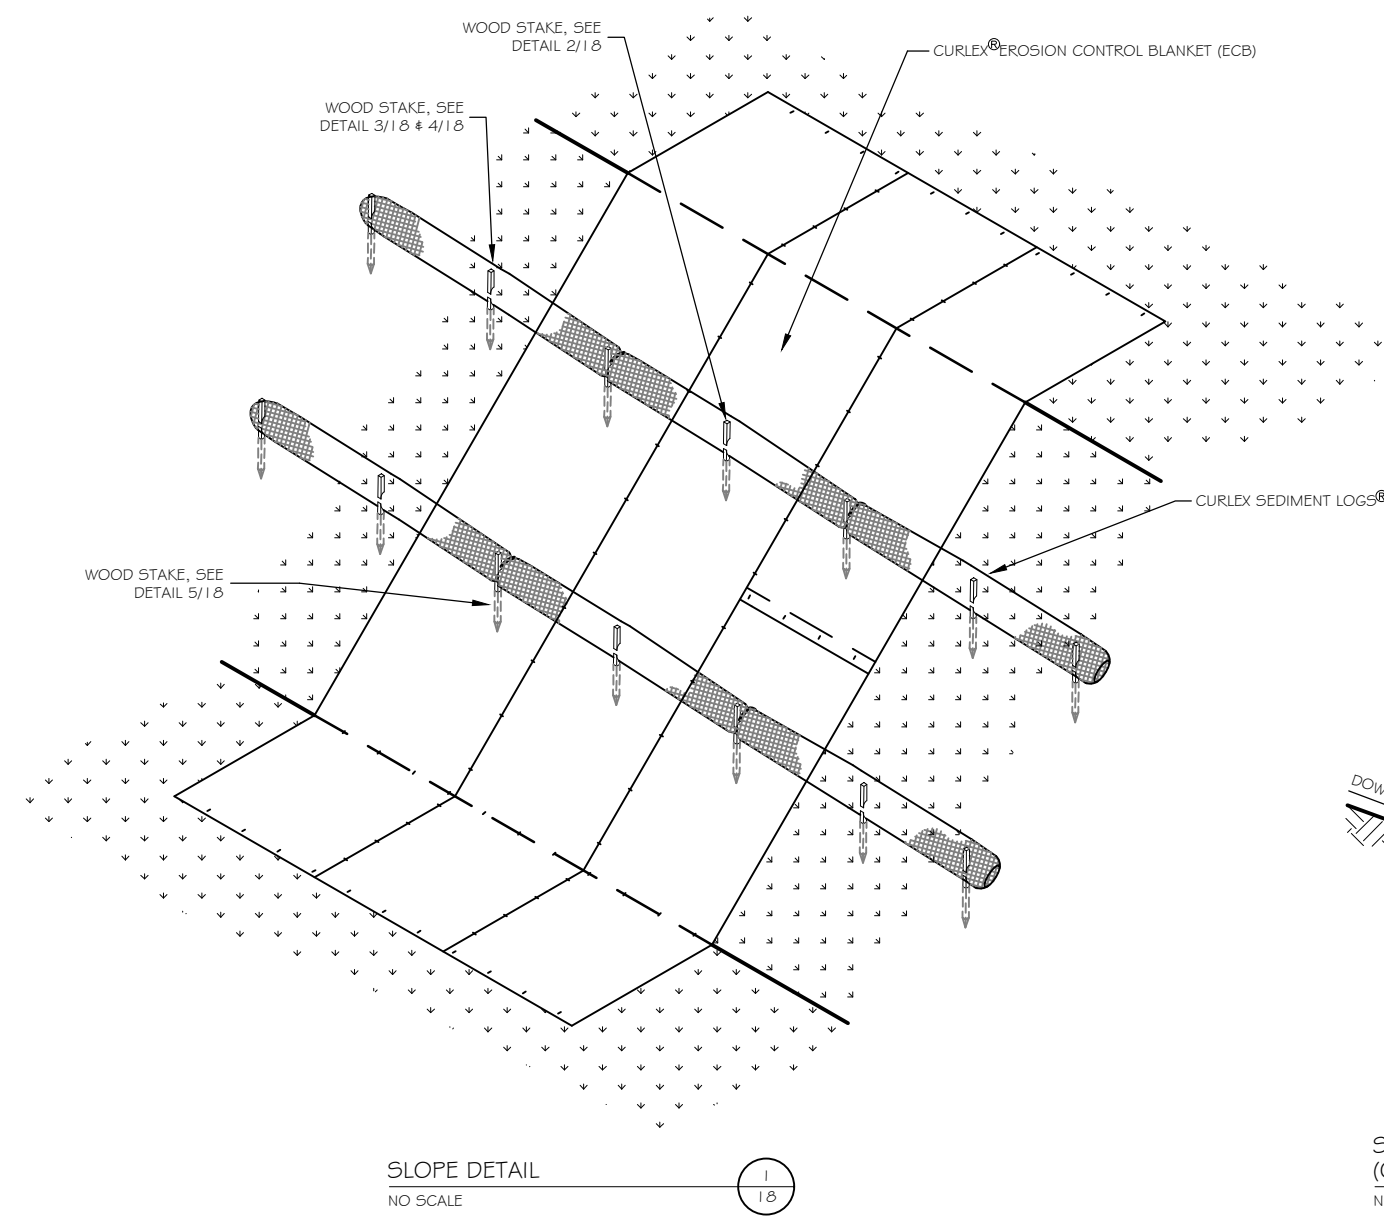 WOOD STAKE, SEE
DETAIL 2/18
CURLEX® EROSION CONTROL BLANKET (ECB)
WOOD STAKE, SEE
DETAIL 3/18 & 4/18
CURLEX SEDIMENT LOGS®
WOOD STAKE, SEE
DETAIL 5/18
SLOPE DETAIL
NO SCALE
1
18